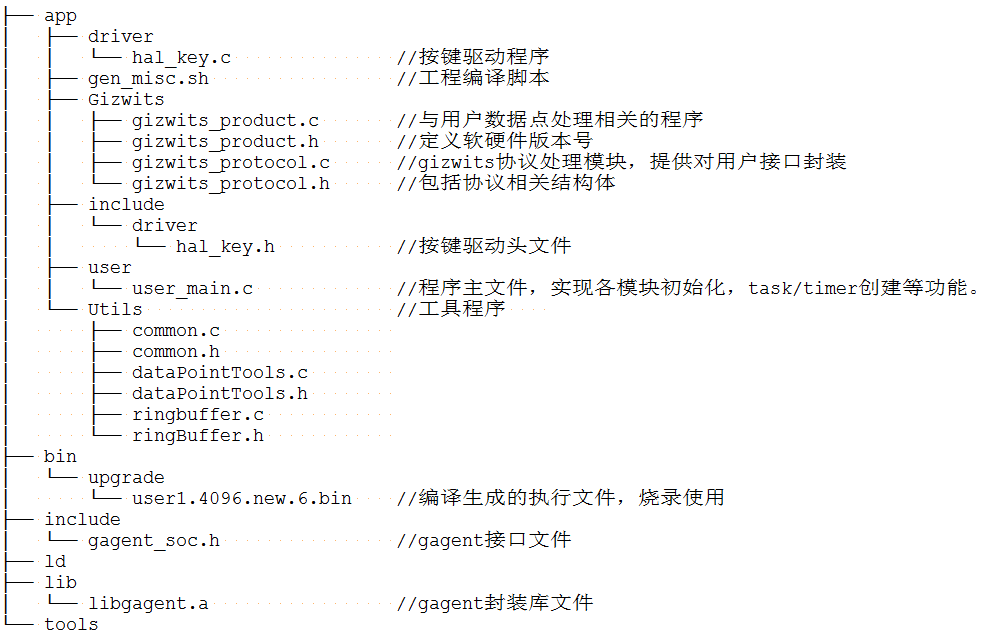 ├── app
│   ├── driver
│   │   └── hal_key.c               //按键驱动程序
│   ├── gen_misc.sh                 //工程编译脚本
│   ├── Gizwits
│   │   ├── gizwits_product.c       //与用户数据点处理相关的程序
│   │   ├── gizwits_product.h       //定义软硬件版本号
│   │   ├── gizwits_protocol.c      //gizwits协议处理模块，提供对用户接口封装
│   │   └── gizwits_protocol.h      //包括协议相关结构体
│   ├── include
│   │   └── driver
│   │       └── hal_key.h           //按键驱动头文件
│   ├── user
│   │   └── user_main.c             //程序主文件，实现各模块初始化，task/timer创建等功能。
│   └── Utils                       //工具程序
│       ├── common.c
│       ├── common.h
│       ├── dataPointTools.c
│       ├── dataPointTools.h
│       ├── ringbuffer.c
│       └── ringBuffer.h
├── bin
│   └── upgrade
│       └── user1.4096.new.6.bin    //编译生成的执行文件，烧录使用
├── include
│   └── gagent_soc.h                //gagent接口文件
├── ld
├── lib
│   └── libgagent.a                 //gagent封装库文件
└── tools